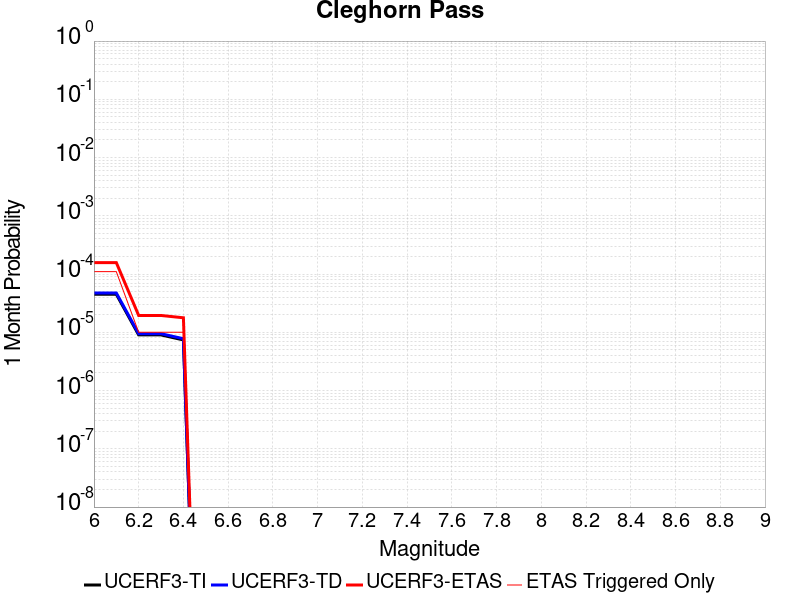 Cleghorn Pass
10 0
10 -1
10 -2
10 -3
10 -4
10 -5
10 -6
10 -7
10 -8
1 Month Probability
6 6.2 6.4 6.6 6.8 7 7.2 7.4 7.6 7.8 8 8.2 8.4 8.6 8.8 9
Magnitude
UCERF3-TI UCERF3-TD UCERF3-ETAS ETAS Triggered Only